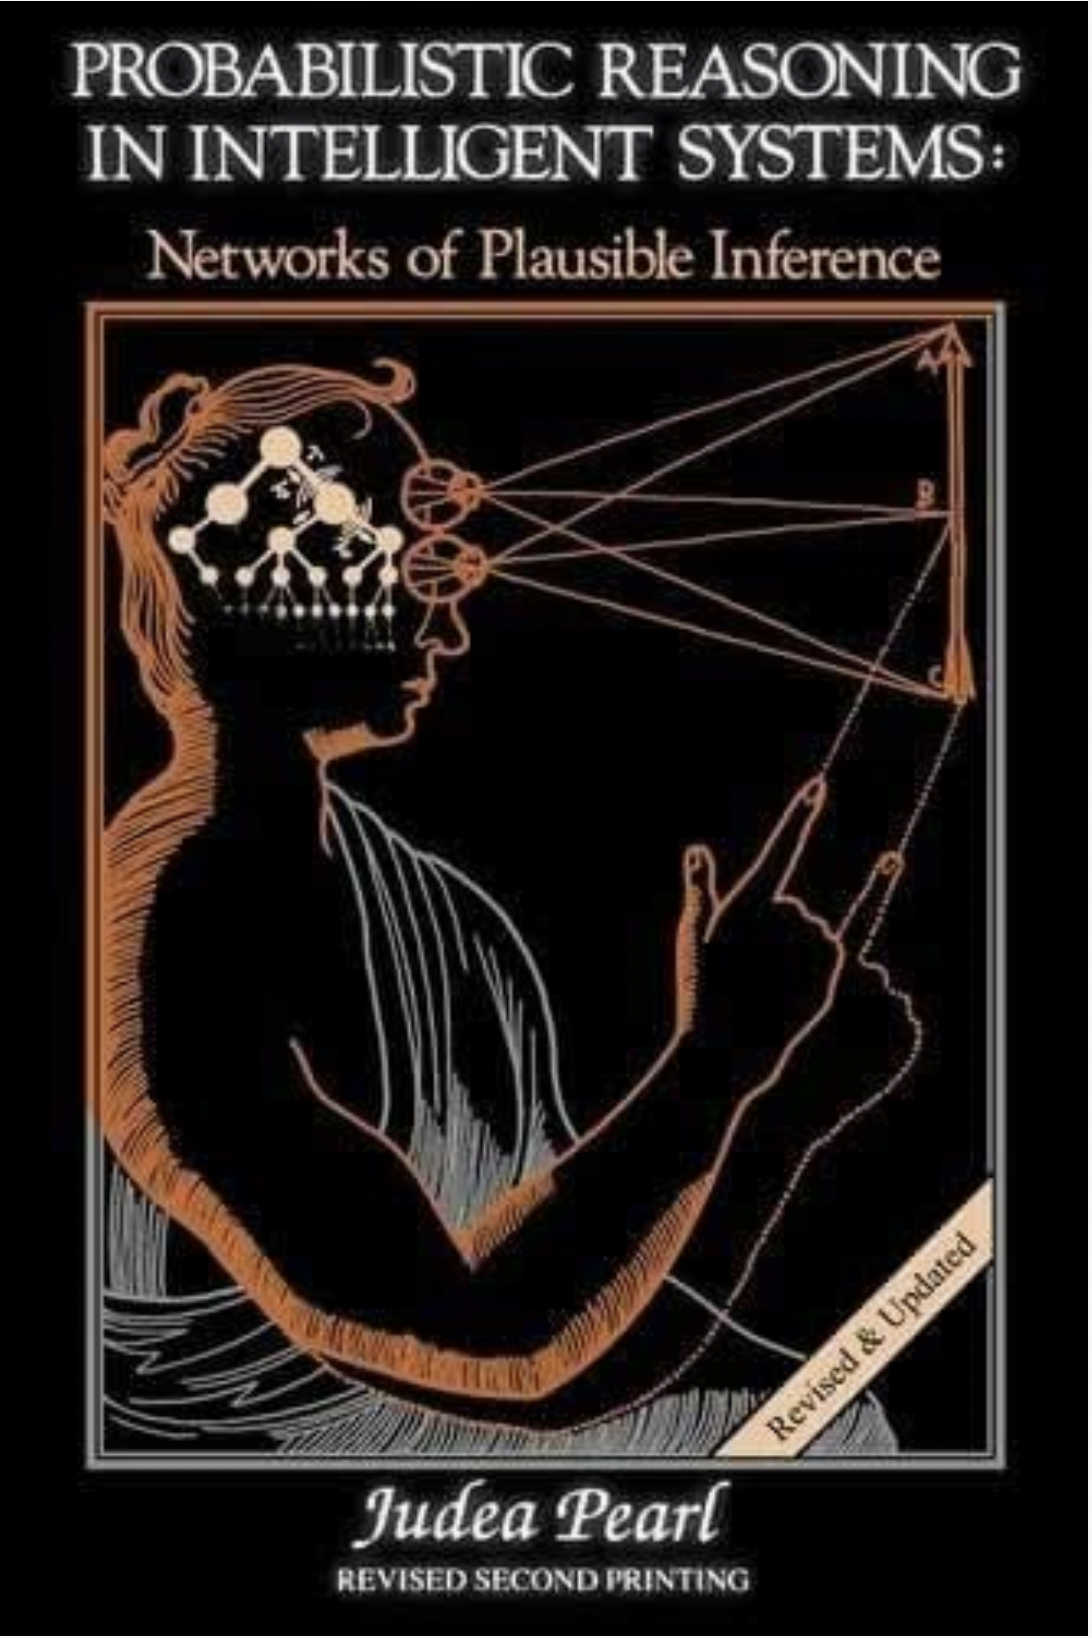 PROBABILISTIC REASONING
IN INTELLIGENT SYSTEMS:
Networks of Plausible Inference
A
B
C
Revised & Updated
Judea Pearl
REVISED SECOND PRINTING